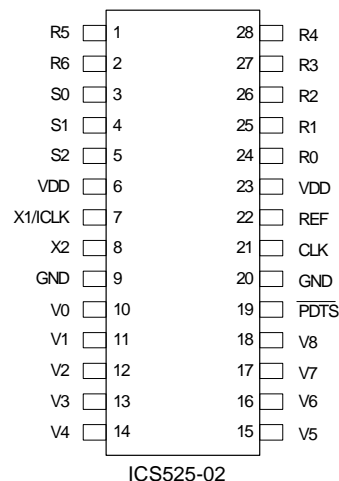 R5 1 28 R4
R6 2 27 R3
S0 3 26 R2
S1 4 25 R1
S2 5 24 R0
VDD 6 23 VDD
X1/ICLK 7 22 REF
X2 8 21 CLK
GND 9 20 GND
V0 10 19 PDTS
V1 11 18 V8
V2 12 17 V7
V3 13 16 V6
V4 14 15 V5
ICS525-02